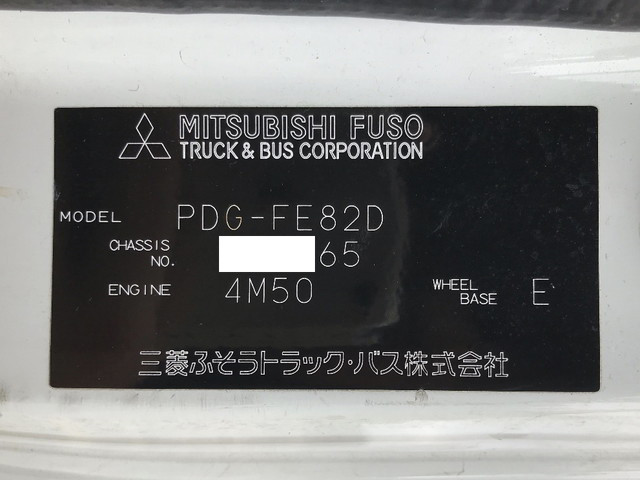 MITSUBISHI FUSO
TRUCK & BUS CORPORATION
MODEL PDG-FE82D
CHASSIS NO. 65
ENGINE 4M50 WHEEL BASE E
三菱ふそうトラック・バス株式会社